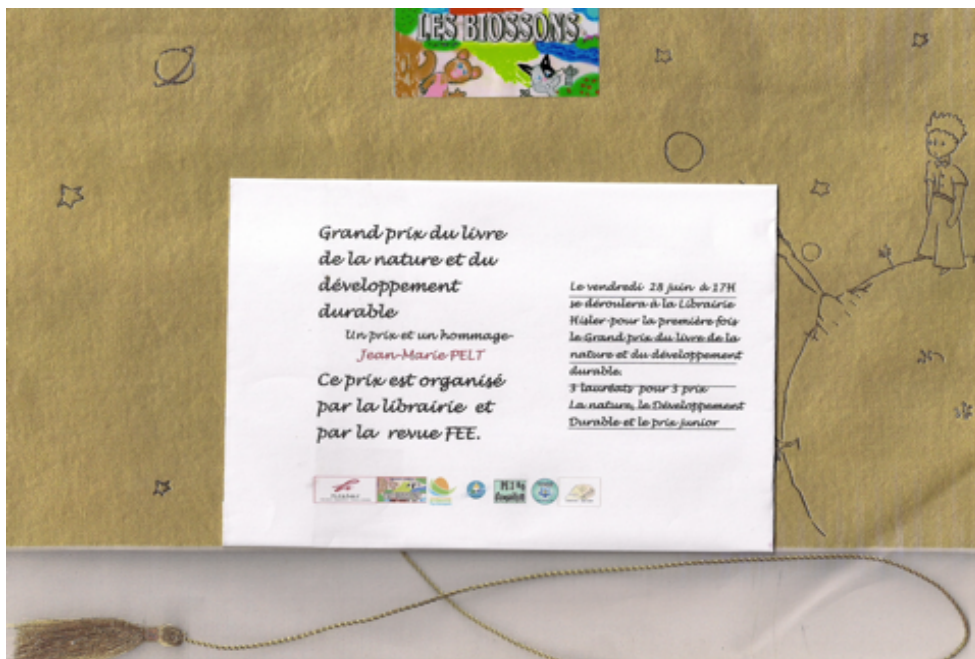 LES BIOSSONS
Grand prix du livre
de la nature et du
développement
durable
Un prix et un hommage-
Jean-Marie PELT
Ce prix est organisé
par la librairie et
par la revue FEE.
Le vendredi 28 juin à 17H
se déroulera à la Librairie
Hisler pour la première fois
le Grand prix du livre de la
nature et du développement
durable.
3 lauréats pour 3 prix
La nature, le Développement
Durable et le prix junior